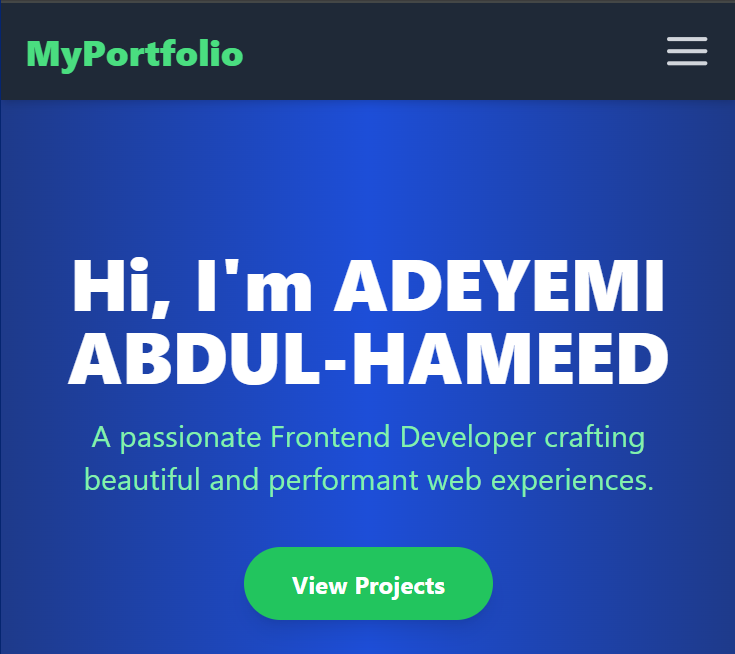 MyPortfolio
Hi, I'm ADEYEMI
ABDUL-HAMEED
A passionate Frontend Developer crafting
beautiful and performant web experiences.
View Projects